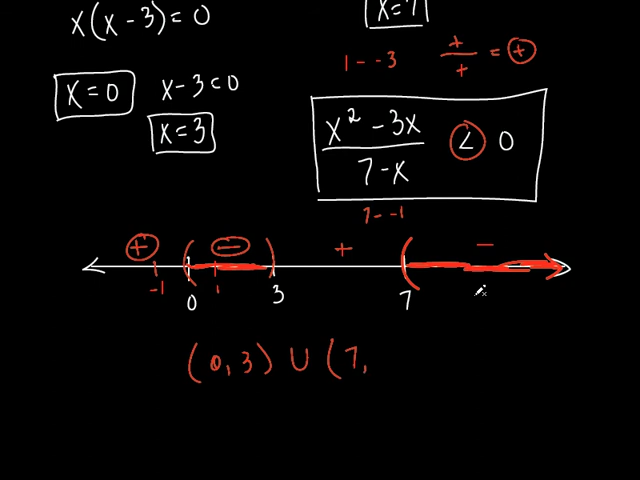 x(x-3)=0
x=7
x=0
x-3=0
x=3
1--3
+/+ = +
(x²-3x)/(7-x) < 0
7--1
+ ( - ) + ( -
-1 0 1 3 7
(0,3) ∪ (7,